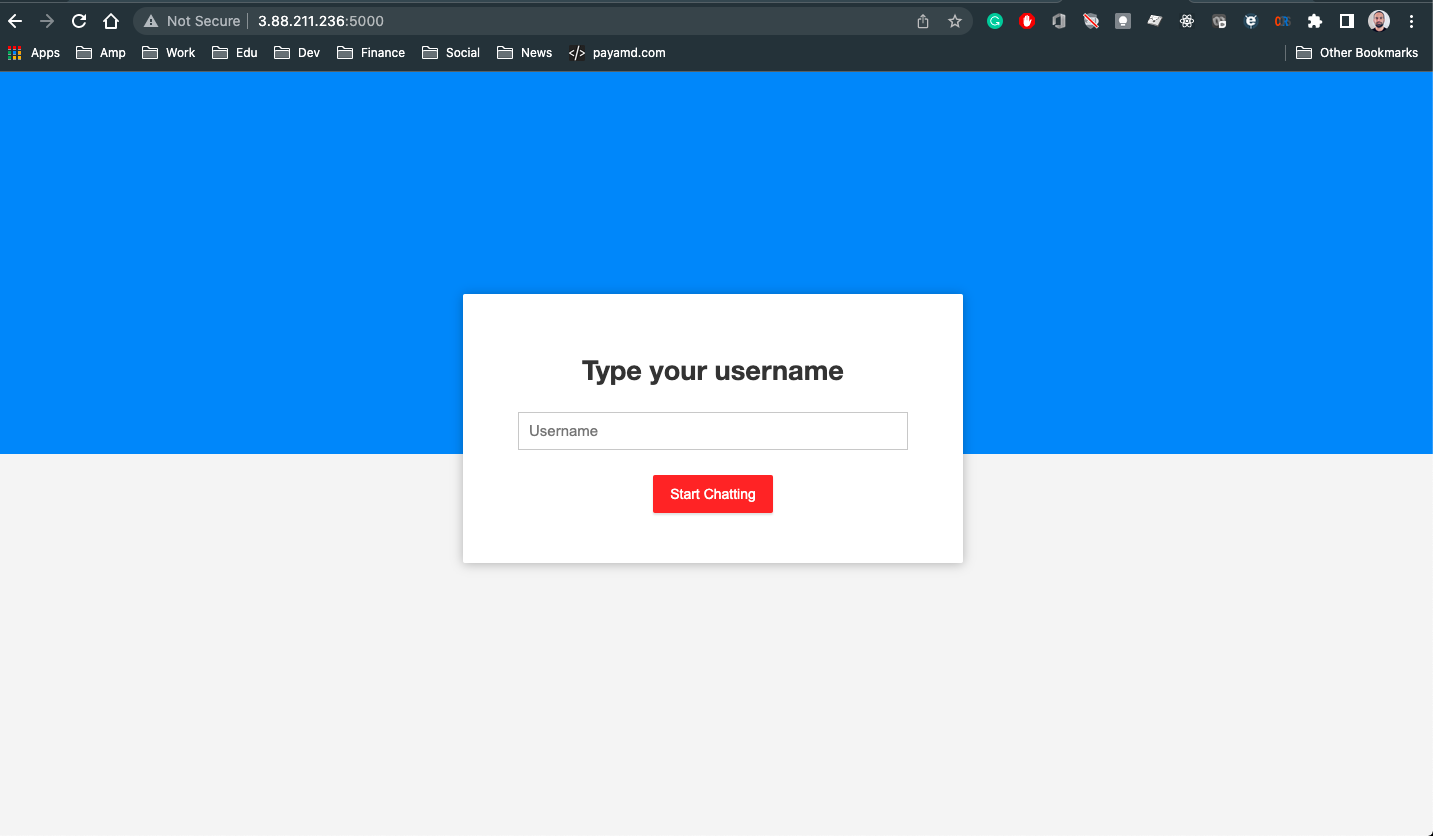 Not Secure 3.88.211.236:5000
Apps Amp Work Edu Dev Finance Social News </> payamd.com Other Bookmarks
Type your username
Username
Start Chatting